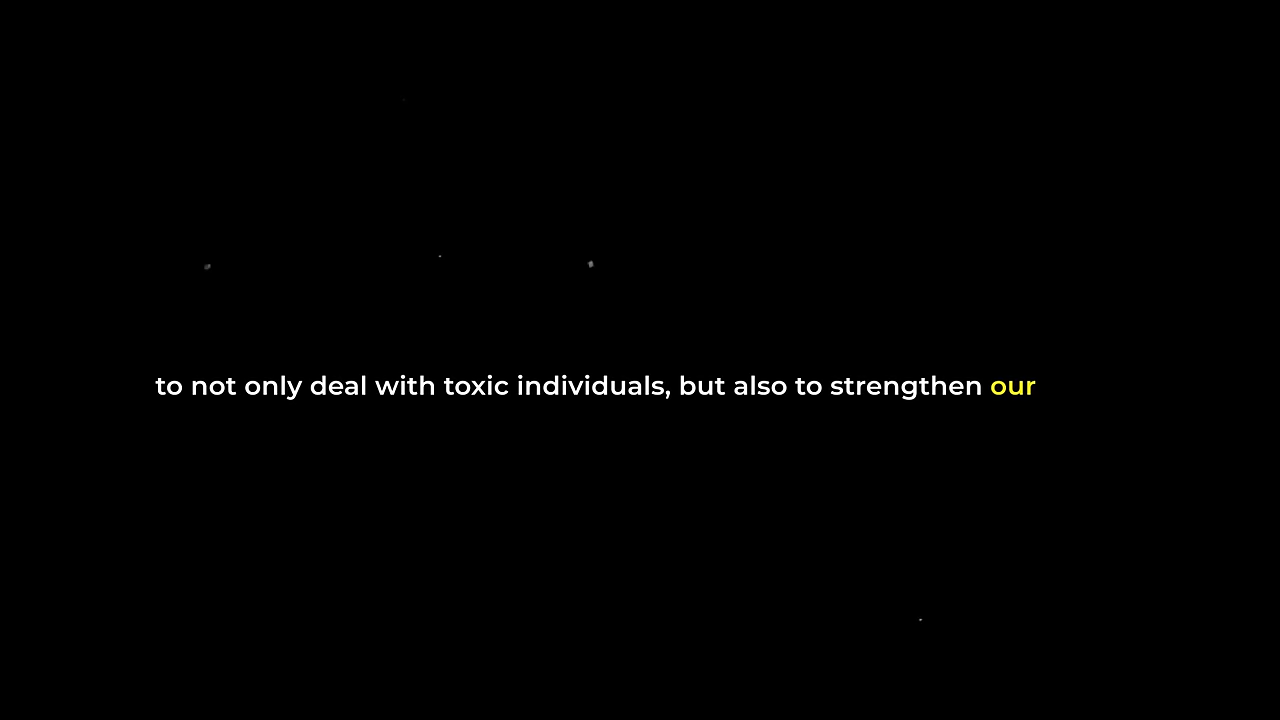 to not only deal with toxic individuals, but also to strengthen our